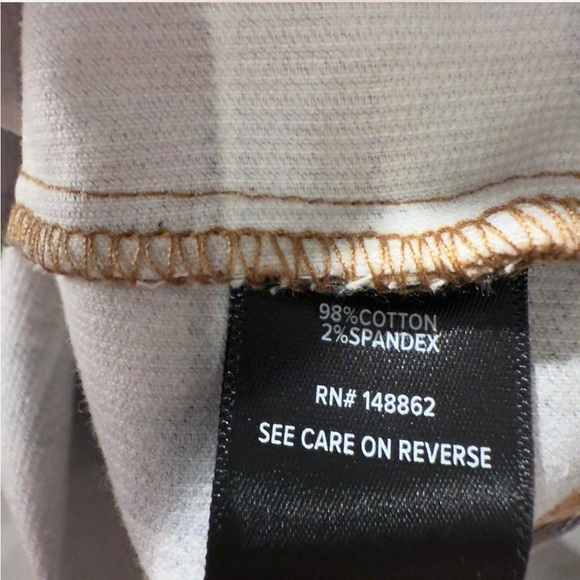 98%COTTON
2%SPANDEX
RN# 148862
SEE CARE ON REVERSE